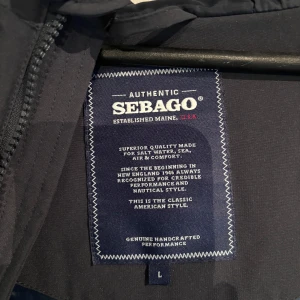 AUTHENTIC
SEBAGO®
ESTABLISHED MAINE, U.S.A.
SUPERIOR QUALITY MADE
FOR SALT WATER, SEA,
AIR & COMFORT.
SINCE THE BEGINNING IN
NEW ENGLAND 1946 ALWAYS
RECOGNIZED FOR CREDIBLE
PERFORMANCE AND
NAUTICAL STYLE.
THIS IS THE CLASSIC
AMERICAN STYLE.
GENUINE HANDCRAFTED
PERFORMANCE
L